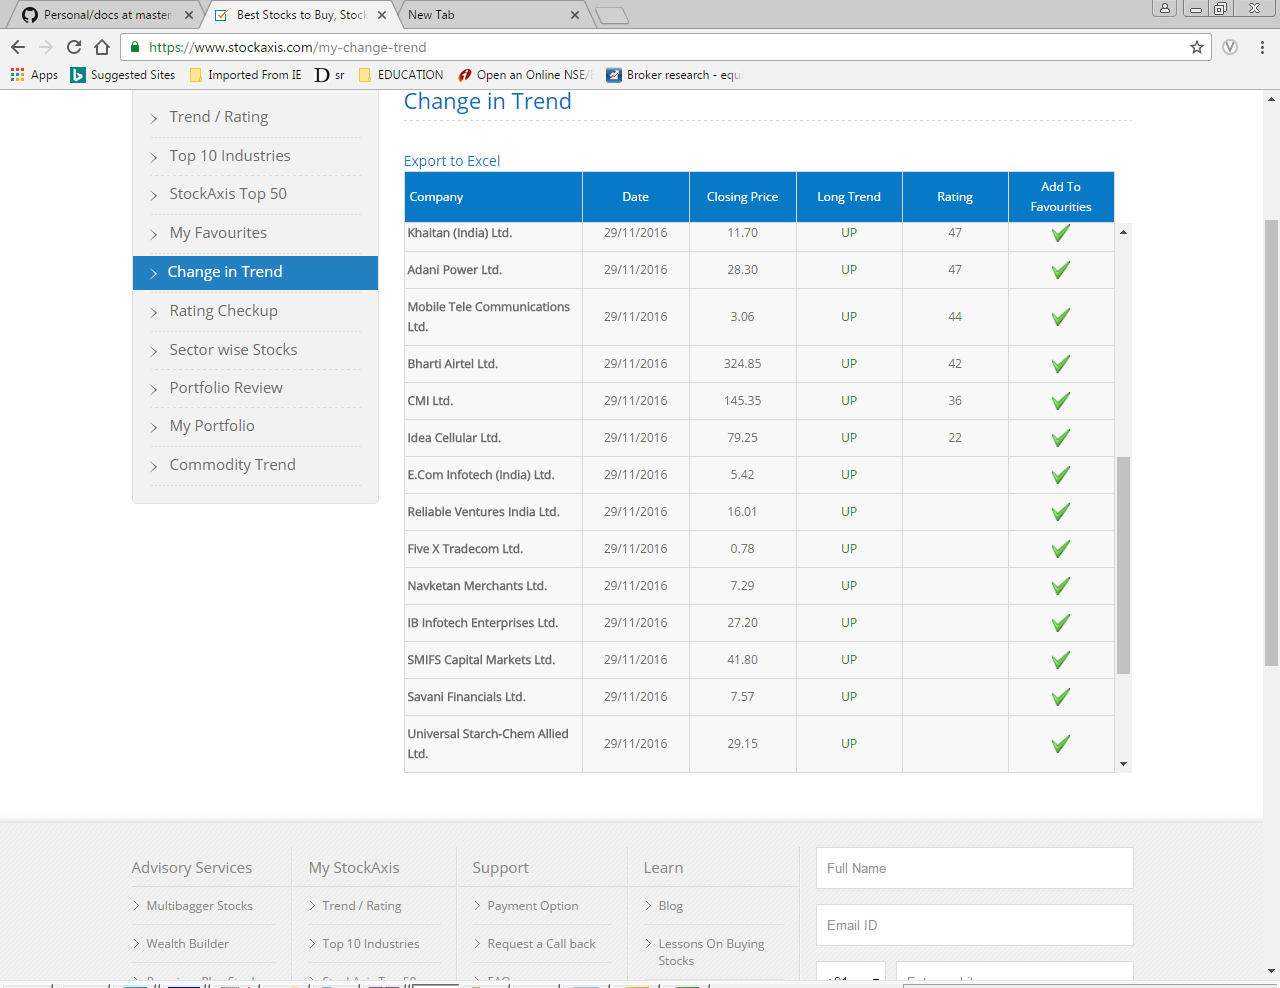 Personal/docs at master
Best Stocks to Buy, Stock
New Tab
https://www.stockaxis.com/my-change-trend
Apps
Suggested Sites
Imported From IE
sr
EDUCATION
Open an Online NSE/
Broker research - equ
Trend / Rating
Top 10 Industries
StockAxis Top 50
My Favourites
Change in Trend
Rating Checkup
Sector wise Stocks
Portfolio Review
My Portfolio
Commodity Trend
Change in Trend
Export to Excel
Company Date Closing Price Long Trend Rating Add To Favourities
Khaitan (India) Ltd. 29/11/2016 11.70 UP 47
Adani Power Ltd. 29/11/2016 28.30 UP 47
Mobile Tele Communications Ltd. 29/11/2016 3.06 UP 44
Bharti Airtel Ltd. 29/11/2016 324.85 UP 42
CMI Ltd. 29/11/2016 145.35 UP 36
Idea Cellular Ltd. 29/11/2016 79.25 UP 22
E.Com Infotech (India) Ltd. 29/11/2016 5.42 UP
Reliable Ventures India Ltd. 29/11/2016 16.01 UP
Five X Tradecom Ltd. 29/11/2016 0.78 UP
Navketan Merchants Ltd. 29/11/2016 7.29 UP
IB Infotech Enterprises Ltd. 29/11/2016 27.20 UP
SMIFS Capital Markets Ltd. 29/11/2016 41.80 UP
Savani Financials Ltd. 29/11/2016 7.57 UP
Universal Starch-Chem Allied Ltd. 29/11/2016 29.15 UP
Advisory Services
Multibagger Stocks
Wealth Builder
My StockAxis
Trend / Rating
Top 10 Industries
Support
Payment Option
Request a Call back
Learn
Blog
Lessons On Buying
Stocks
Full Name
Email ID